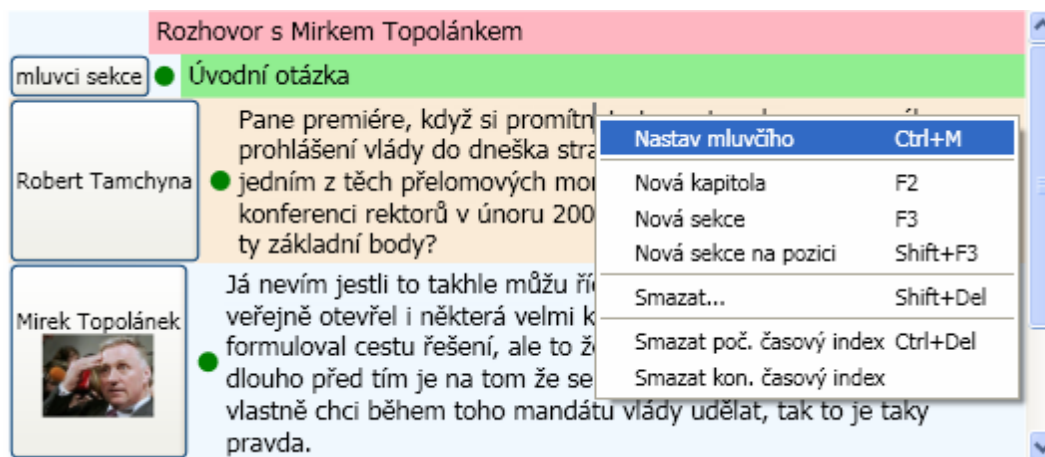 Rozhovor s Mirkem Topolánkem
mluvci sekce
Úvodní otázka
Robert Tamchyna
Pane premiére, když si promítn
prohlášení vlády do dneška stra
jedním z těch přelomových mo
konferenci rektorů v únoru 200
ty základní body?
Mirek Topolánek
Já nevím jestli to takhle můžu
veřejně otevřel i některá velmi k
formuloval cestu řešení, ale to
dlouho před tím je na tom že se
vlastně chci během toho mandátu vlády udělat, tak to je taky
pravda.
Nastav mluvčího Ctrl+M
Nová kapitola F2
Nová sekce F3
Nová sekce na pozici Shift+F3
Smazat... Shift+Del
Smazat poč. časový index Ctrl+Del
Smazat kon. časový index